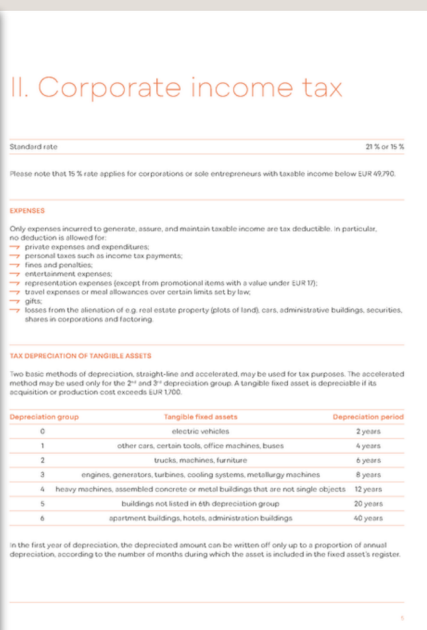 II. Corporate income tax
Standard rate 21 % or 15 %
Please note that 15 % rate applies for corporations or sole entrepreneurs with taxable income below EUR 49,790.
EXPENSES
Only expenses incurred to generate, assure, and maintain taxable income are tax deductible. In particular,
no deduction is allowed for:
private expenses and expenditures;
personal taxes such as income tax payments;
fines and penalties;
entertainment expenses;
representation expenses (except from promotional items with a value under EUR 17);
travel expenses or meal allowances over certain limits set by law;
gifts;
losses from the alienation of e.g. real estate property (plots of land), cars, administrative buildings, securities,
shares in corporations and factoring.
TAX DEPRECIATION OF TANGIBLE ASSETS
Two basic methods of depreciation, straight-line and accelerated, may be used for tax purposes. The accelerated
method may be used only for the 2nd and 3rd depreciation group. A tangible fixed asset is depreciable if its
acquisition or production cost exceeds EUR 1,700.
Depreciation group Tangible fixed assets Depreciation period
0 electric vehicles 2 years
1 other cars, certain tools, office machines, buses 4 years
2 trucks, machines, furniture 6 years
3 engines, generators, turbines, cooling systems, metallurgy machines 8 years
4 heavy machines, assembled concrete or metal buildings that are not single objects 12 years
5 buildings not listed in 6th depreciation group 20 years
6 apartment buildings, hotels, administration buildings 40 years
In the first year of depreciation, the depreciated amount can be written off only up to a proportion of annual
depreciation, according to the number of months during which the asset is included in the fixed asset's register.